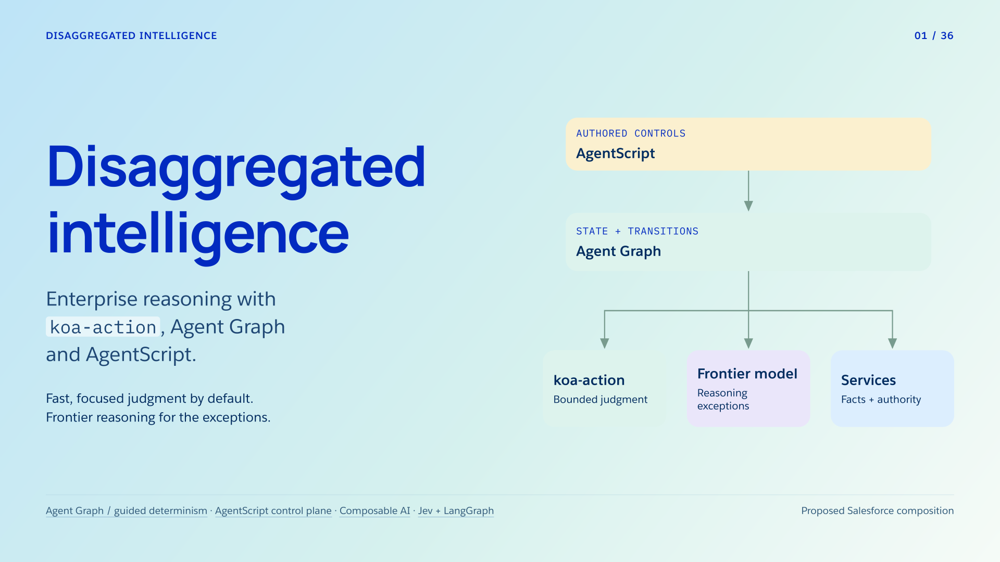 DISAGGREGATED INTELLIGENCE
01 / 36
Disaggregated
intelligence
Enterprise reasoning with
koa-action, Agent Graph
and AgentScript.
Fast, focused judgment by default.
Frontier reasoning for the exceptions.
AUTHORED CONTROLS
AgentScript
STATE + TRANSITIONS
Agent Graph
koa-action
Bounded judgment
Frontier model
Reasoning
exceptions
Services
Facts + authority
Agent Graph / guided determinism · AgentScript control plane · Composable AI · Jev + LangGraph
Proposed Salesforce composition